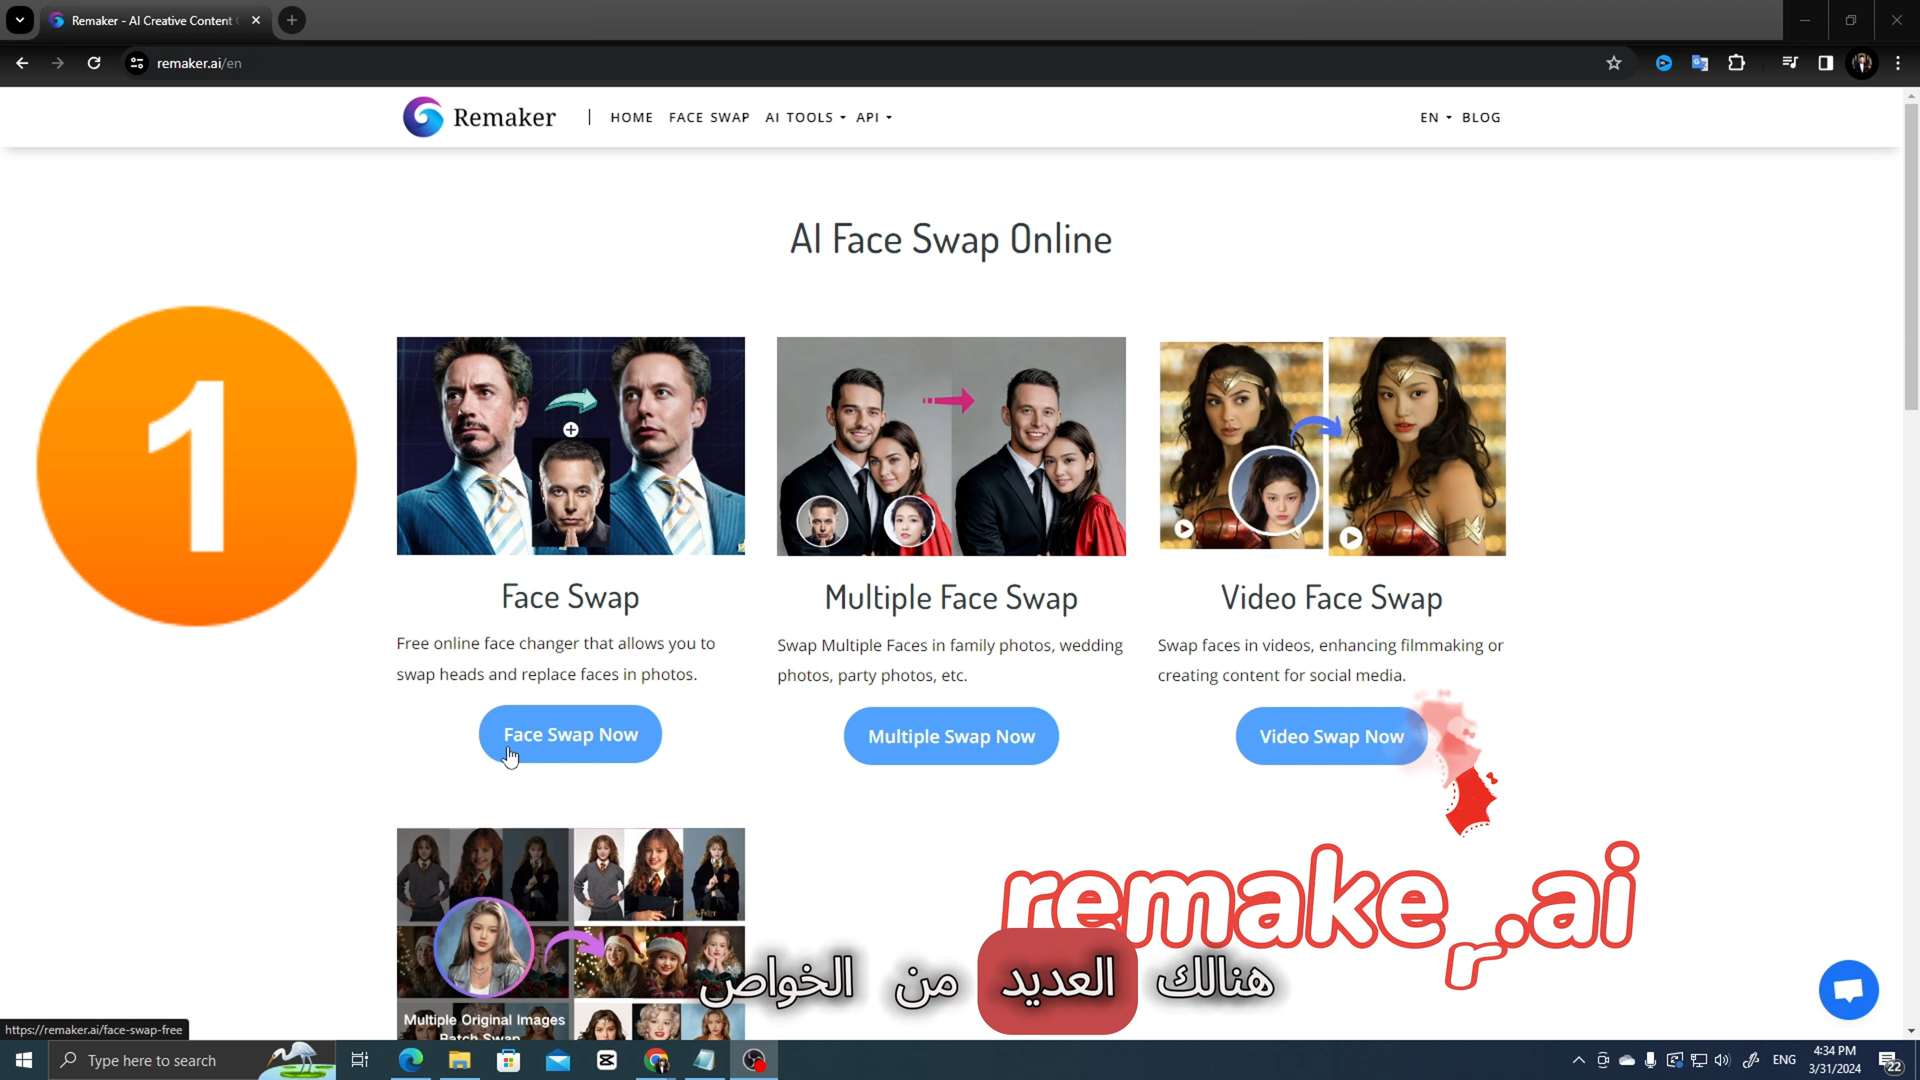 Remaker - AI Creative Content
remaker.ai/en
Remaker
HOME FACE SWAP AI TOOLS API
EN BLOG
AI Face Swap Online
1
Face Swap
Free online face changer that allows you to
swap heads and replace faces in photos.
Face Swap Now
Multiple Face Swap
Swap Multiple Faces in family photos, wedding
photos, party photos, etc.
Multiple Swap Now
Video Face Swap
Swap faces in videos, enhancing filmmaking or
creating content for social media.
Video Swap Now
remaker.ai
هنالك العديد من الخواص
Multiple Original Images
Batch Swap
https://remaker.ai/face-swap-free
Type here to search
ENG
4:34 PM
3/31/2024
22